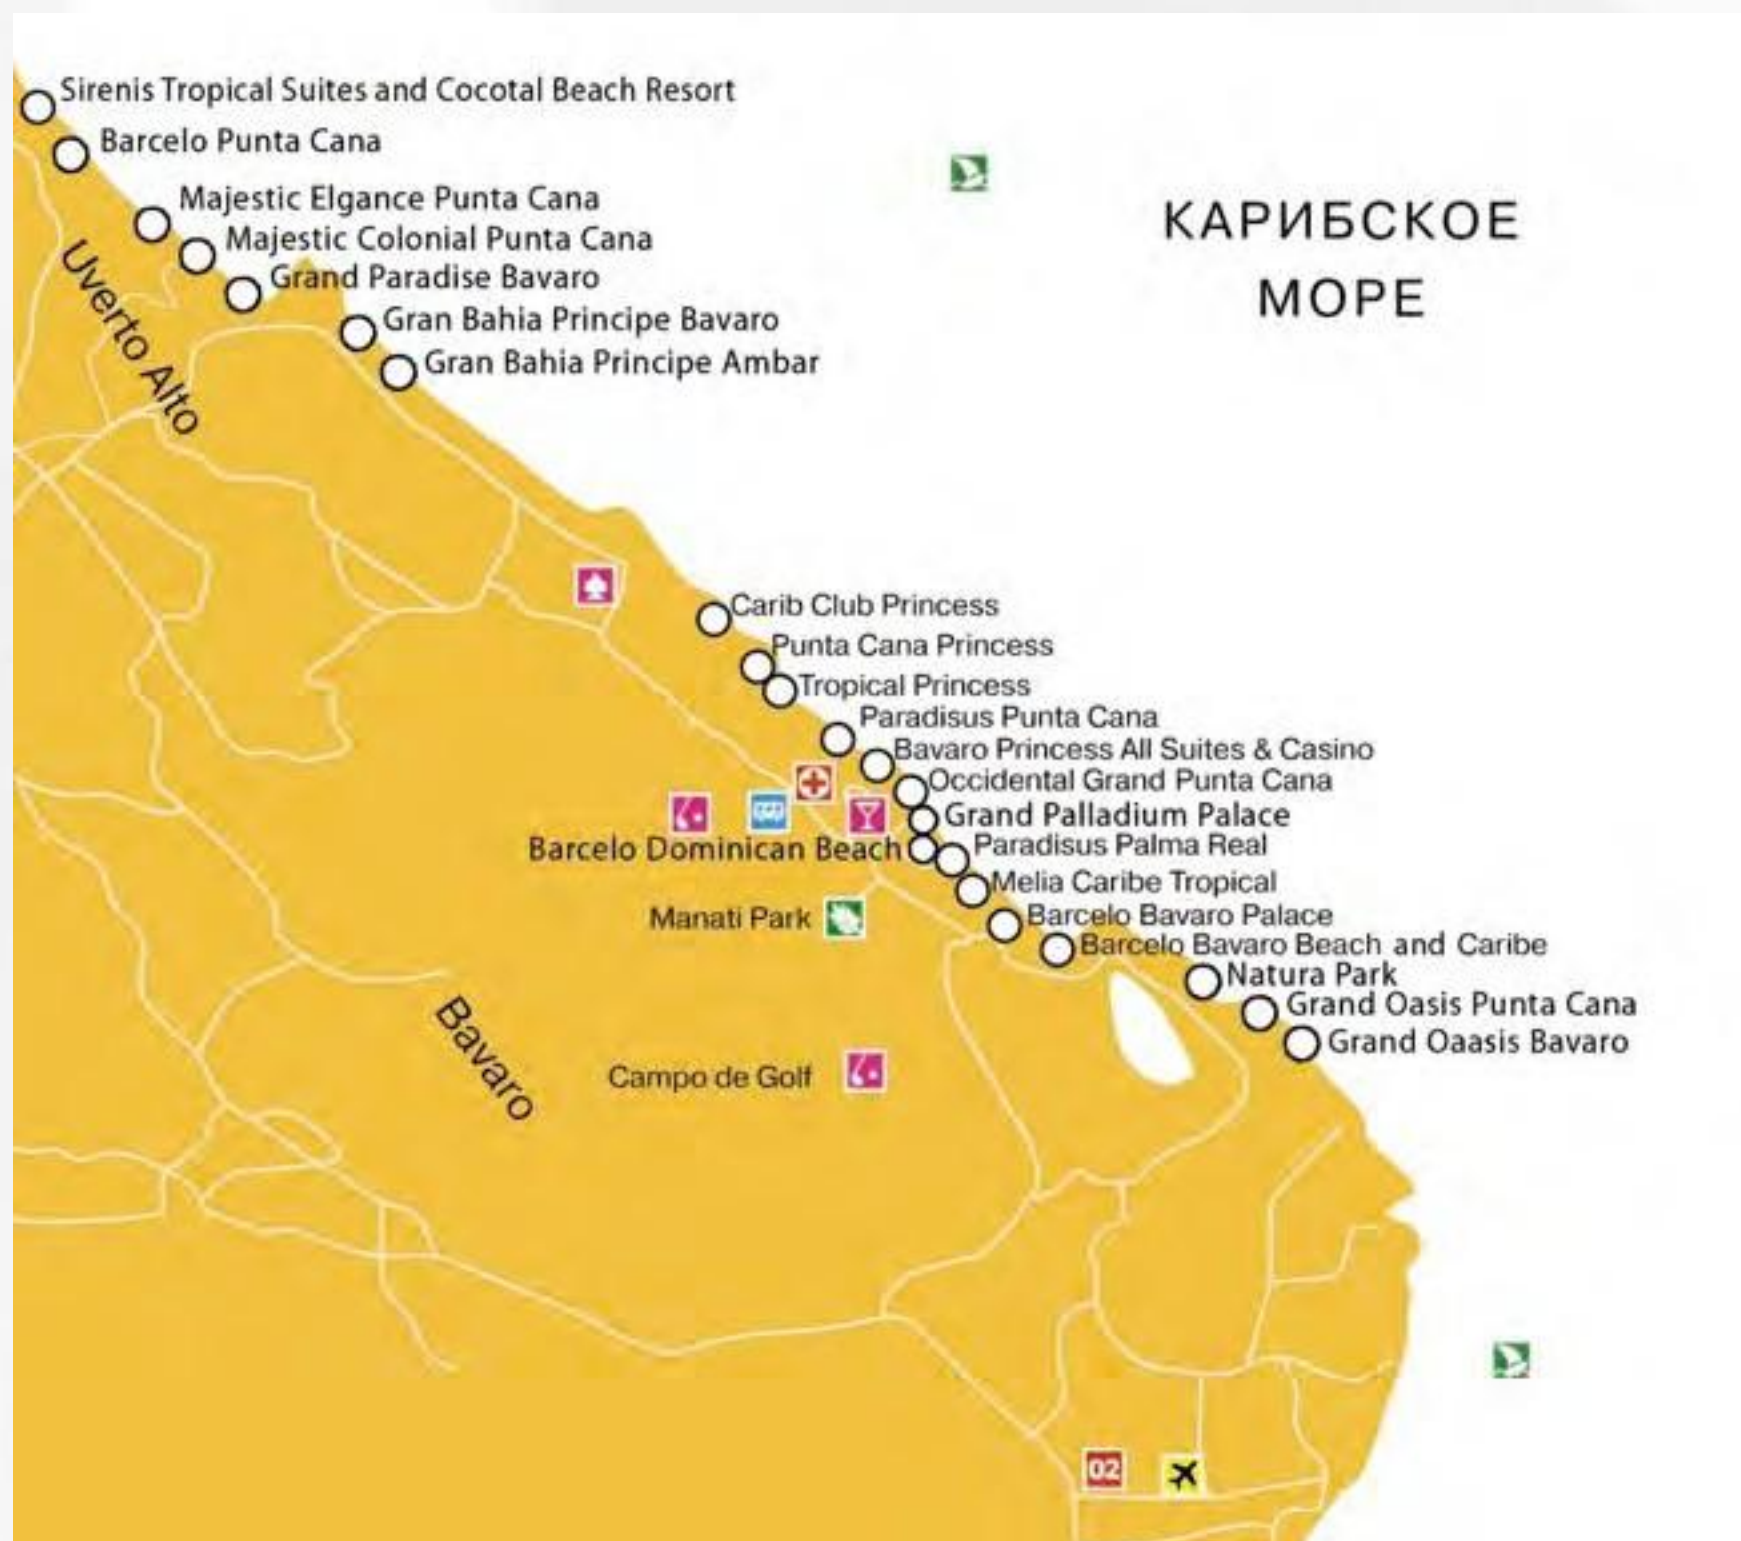 Sirenis Tropical Suites and Cocotal Beach Resort
Barcelo Punta Cana
Majestic Elgance Punta Cana
Majestic Colonial Punta Cana
Grand Paradise Bavaro
Gran Bahia Principe Bavaro
Gran Bahia Principe Ambar
КАРИБСКОЕ
МОРЕ
Uverto Alto
Carib Club Princess
Punta Cana Princess
Tropical Princess
Paradisus Punta Cana
Bavaro Princess All Suites & Casino
Occidental Grand Punta Cana
Grand Palladium Palace
Barcelo Dominican Beach
Paradisus Palma Real
Melia Caribe Tropical
Manati Park
Barcelo Bavaro Palace
Barcelo Bavaro Beach and Caribe
Natura Park
Grand Oasis Punta Cana
Grand Oaasis Bavaro
Bavaro
Campo de Golf
02